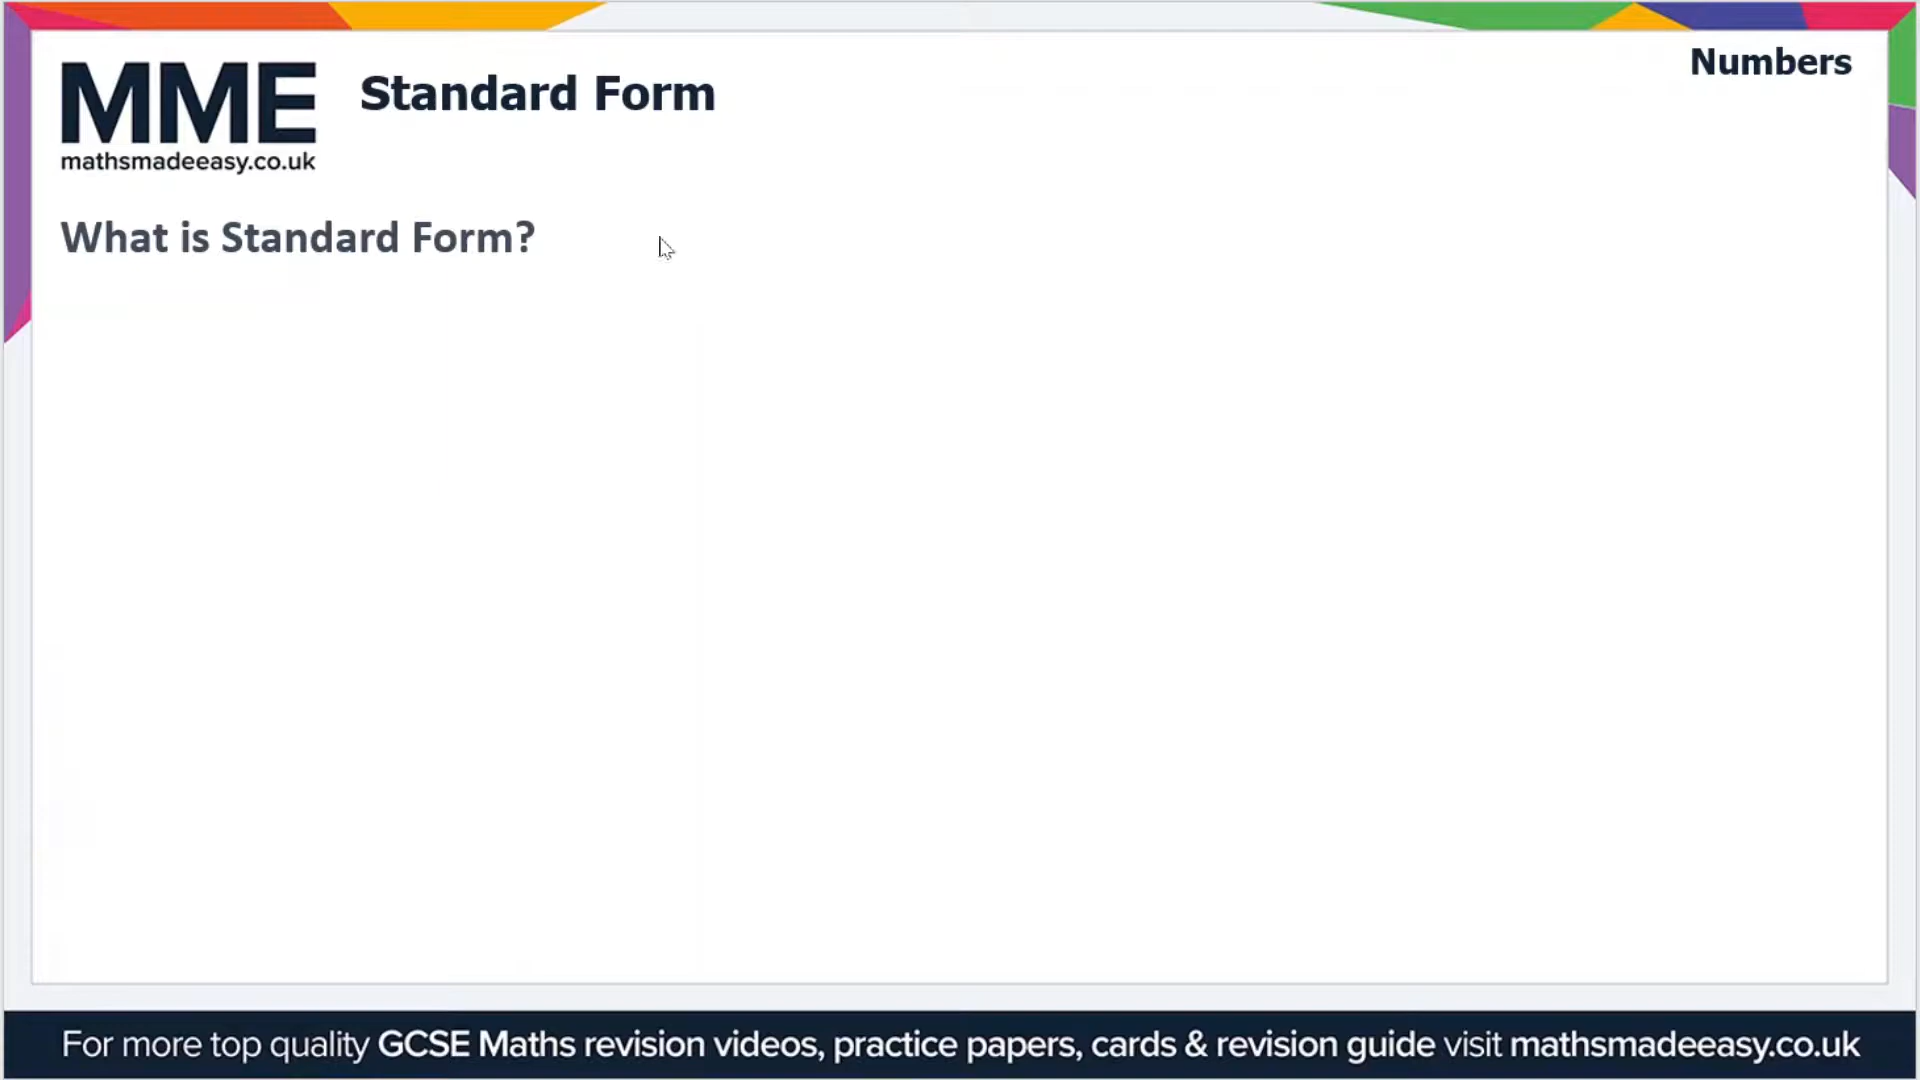 Numbers
MME
Standard Form
mathsmadeeasy.co.uk
What is Standard Form?
For more top quality GCSE Maths revision videos, practice papers, cards & revision guide visit mathsmadeeasy.co.uk